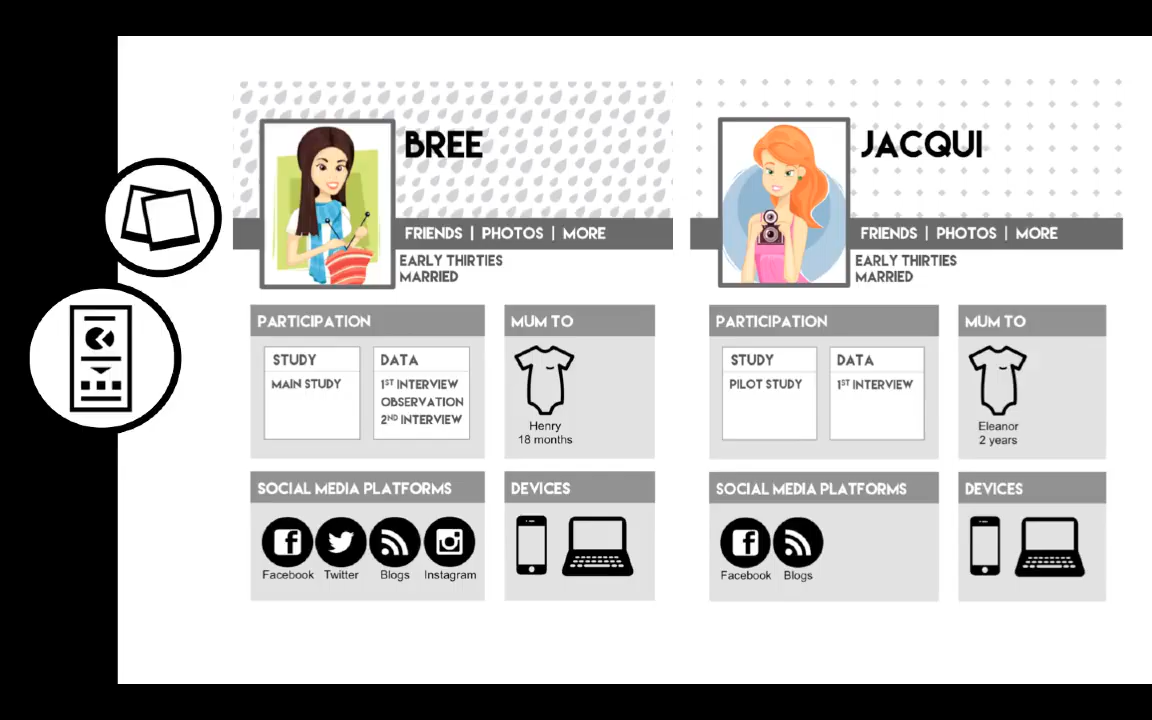 BREE
FRIENDS | PHOTOS | MORE
EARLY THIRTIES
MARRIED
PARTICIPATION
STUDY
MAIN STUDY
DATA
1ST INTERVIEW
OBSERVATION
2ND INTERVIEW
MUM TO
Henry
18 months
SOCIAL MEDIA PLATFORMS
Facebook Twitter Blogs Instagram
DEVICES
JACQUI
FRIENDS | PHOTOS | MORE
EARLY THIRTIES
MARRIED
PARTICIPATION
STUDY
PILOT STUDY
DATA
1ST INTERVIEW
MUM TO
Eleanor
2 years
SOCIAL MEDIA PLATFORMS
Facebook Blogs
DEVICES